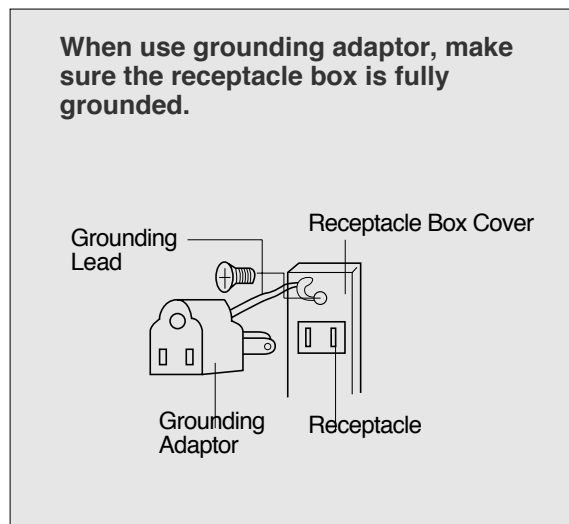 When use grounding adaptor, make
sure the receptacle box is fully
grounded.
Grounding
Lead
Receptacle Box Cover
Grounding
Adaptor
Receptacle